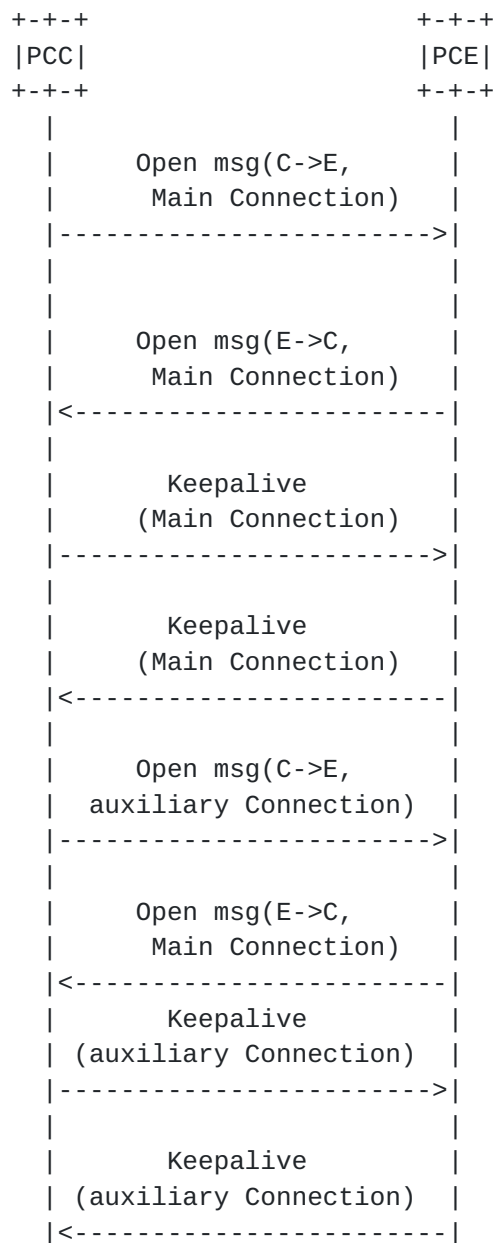 +-+-+                     +-+-+
|PCC|                     |PCE|
+-+-+                     +-+-+
  |                         |
  |     Open msg(C->E,      |
  |      Main Connection)   |
  |------------------------>|
  |                         |
  |                         |
  |     Open msg(E->C,      |
  |      Main Connection)   |
  |<------------------------|
  |                         |
  |       Keepalive         |
  |     (Main Connection)   |
  |------------------------>|
  |                         |
  |       Keepalive         |
  |     (Main Connection)   |
  |<------------------------|
  |                         |
  |     Open msg(C->E,      |
  |  auxiliary Connection)  |
  |------------------------>|
  |                         |
  |     Open msg(E->C,      |
  |      Main Connection)   |
  |<------------------------|
  |       Keepalive         |
  | (auxiliary Connection)  |
  |------------------------>|
  |                         |
  |       Keepalive         |
  | (auxiliary Connection)  |
  |<------------------------|